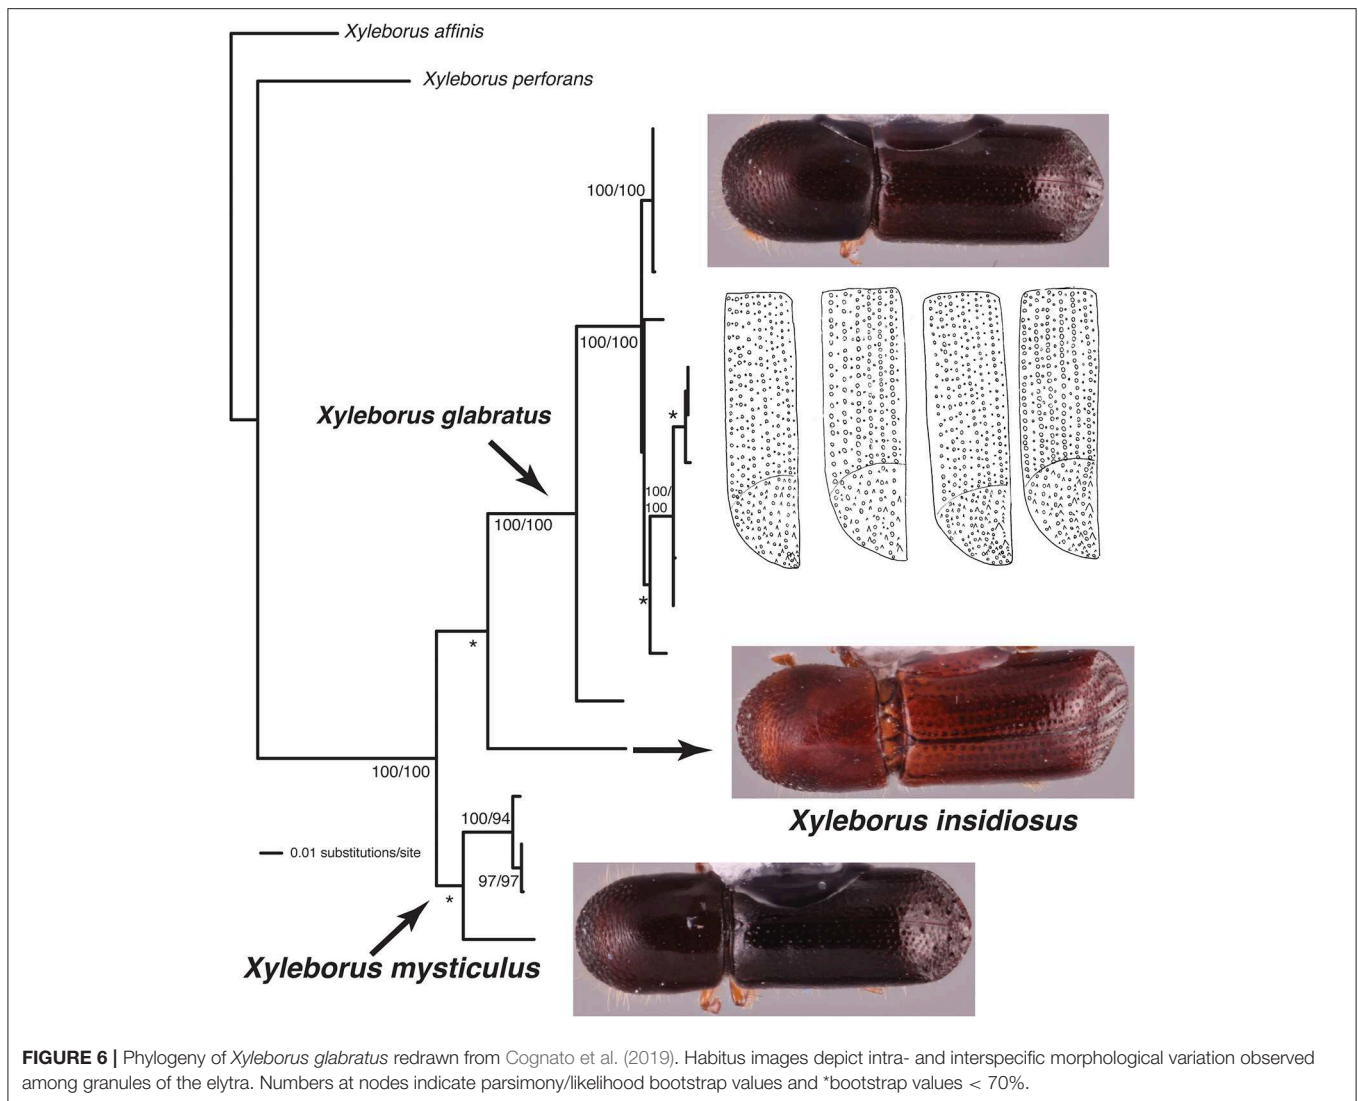 Xyleborus affinis
Xyleborus perforans
100/100
100/100
Xyleborus glabratus
*
100/
100
100/100
*
*
100/100
Xyleborus insidiosus
100/94
0.01 substitutions/site
97/97
*
Xyleborus mysticulus
FIGURE 6 | Phylogeny of Xyleborus glabratus redrawn from Cognato et al. (2019). Habitus images depict intra- and interspecific morphological variation observed
among granules of the elytra. Numbers at nodes indicate parsimony/likelihood bootstrap values and *bootstrap values < 70%.